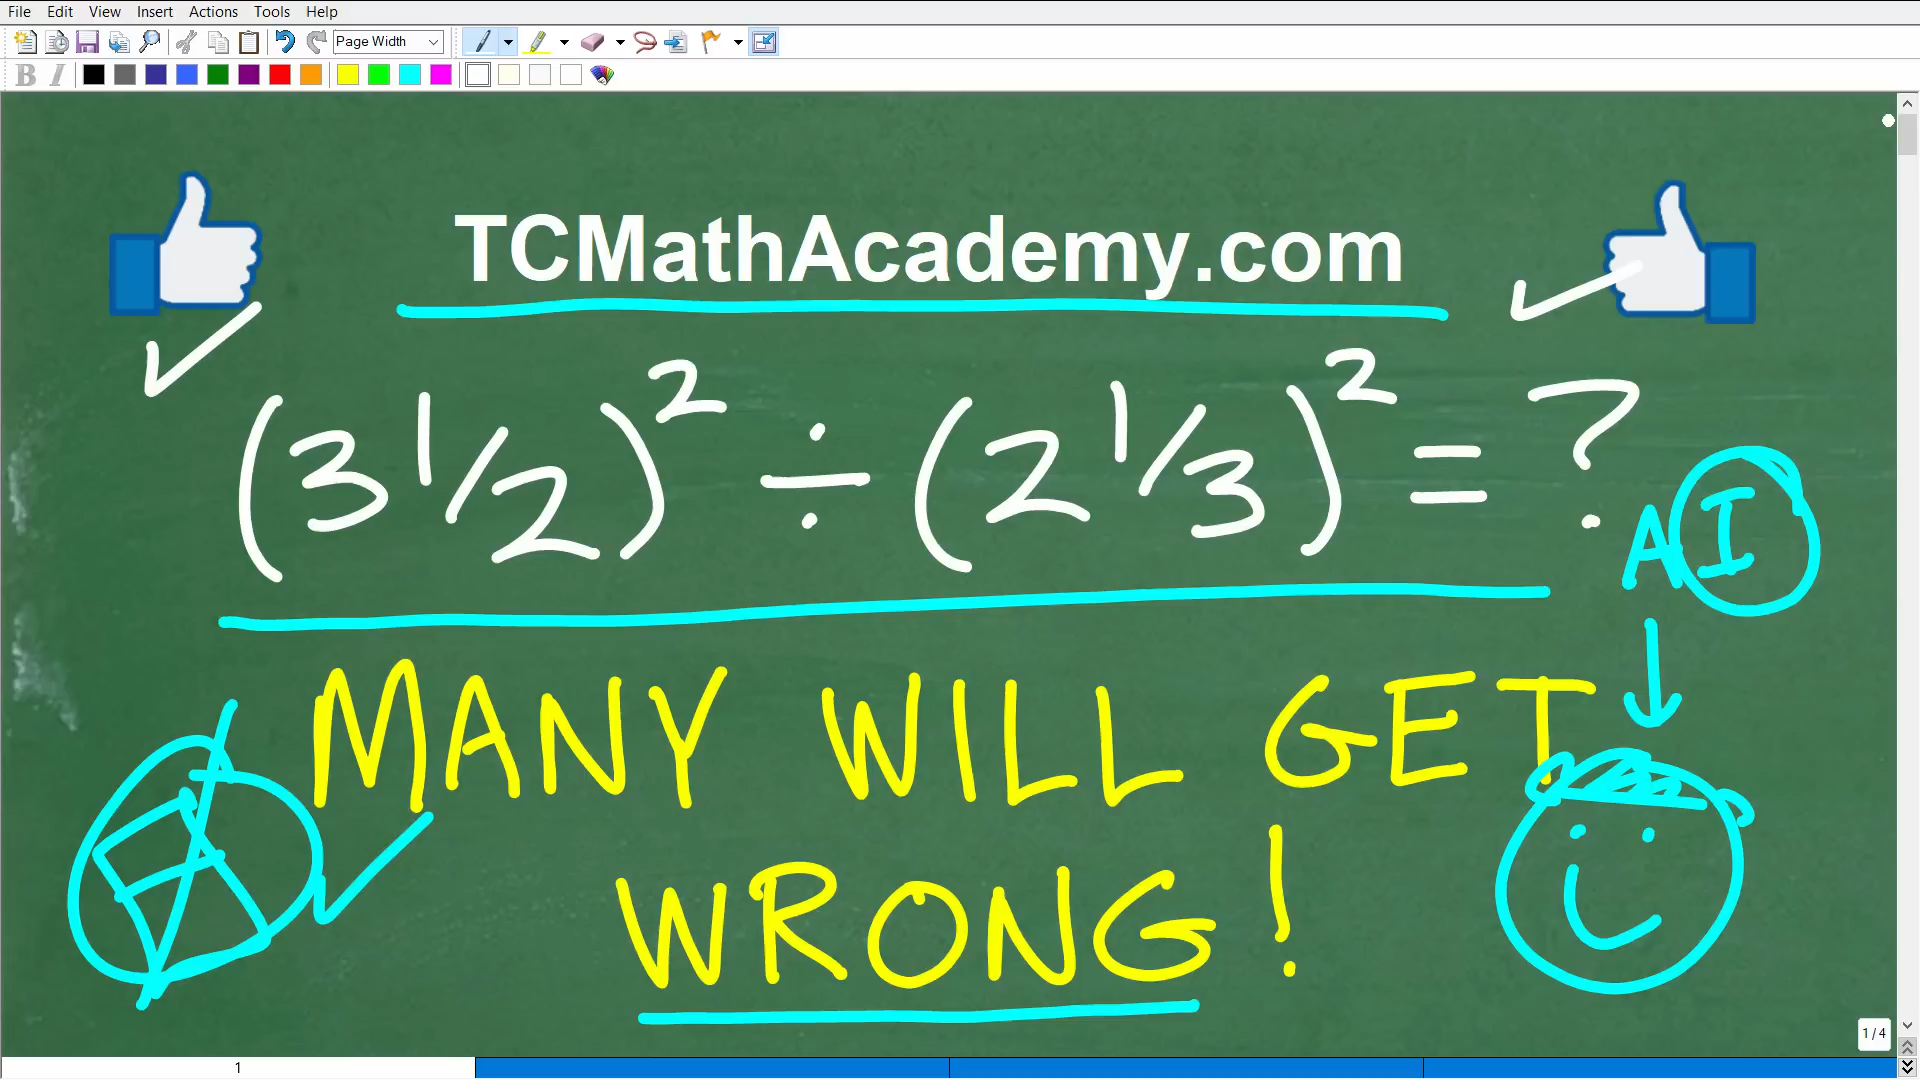 File Edit View Insert Actions Tools Help
Page Width
B I
TCMathAcademy.com
(3 1/2)² ÷ (2 1/3)² = ?
AI
MANY WILL GET
WRONG!
1 / 4
1